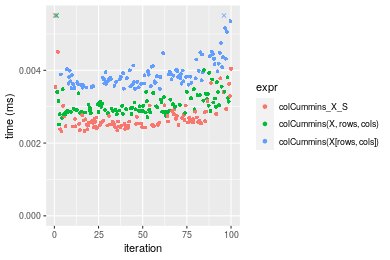 time (ms)
0.004
0.002
0.000
0
25
50
75
100
iteration
expr
colCummins_X_S
colCummins(X, rows, cols)
colCummins(X[rows, cols])